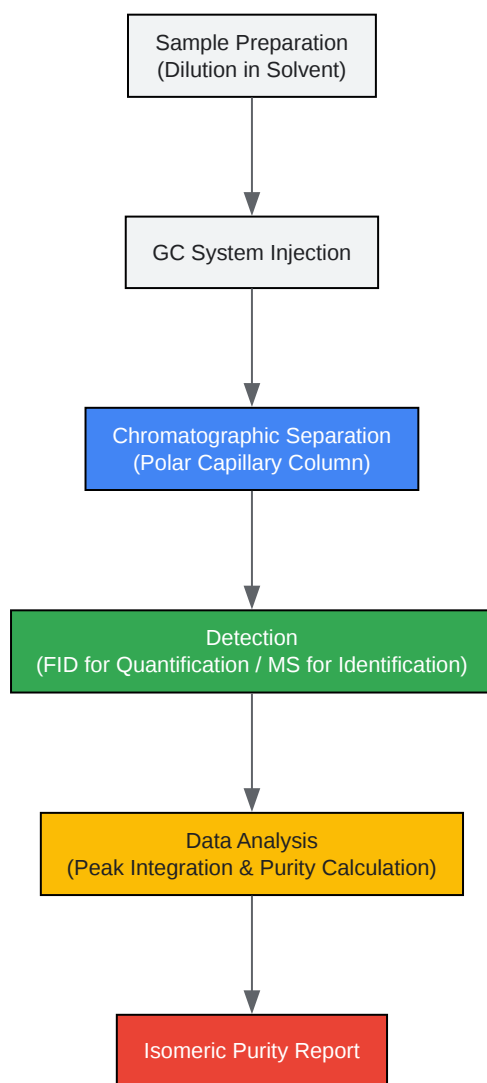 Sample Preparation
(Dilution in Solvent)
GC System Injection
Chromatographic Separation
(Polar Capillary Column)
Detection
(FID for Quantification / MS for Identification)
Data Analysis
(Peak Integration & Purity Calculation)
Isomeric Purity Report